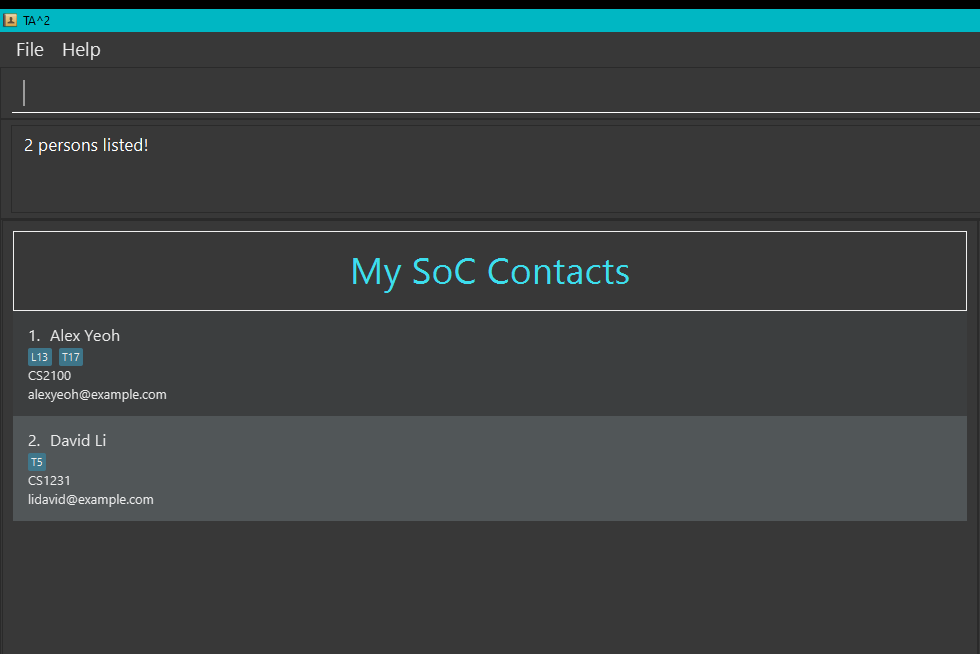 TA^2
File Help
2 persons listed!
My SoC Contacts
1. Alex Yeoh
L13 T17
CS2100
alexyeoh@example.com
2. David Li
T5
CS1231
lidavid@example.com